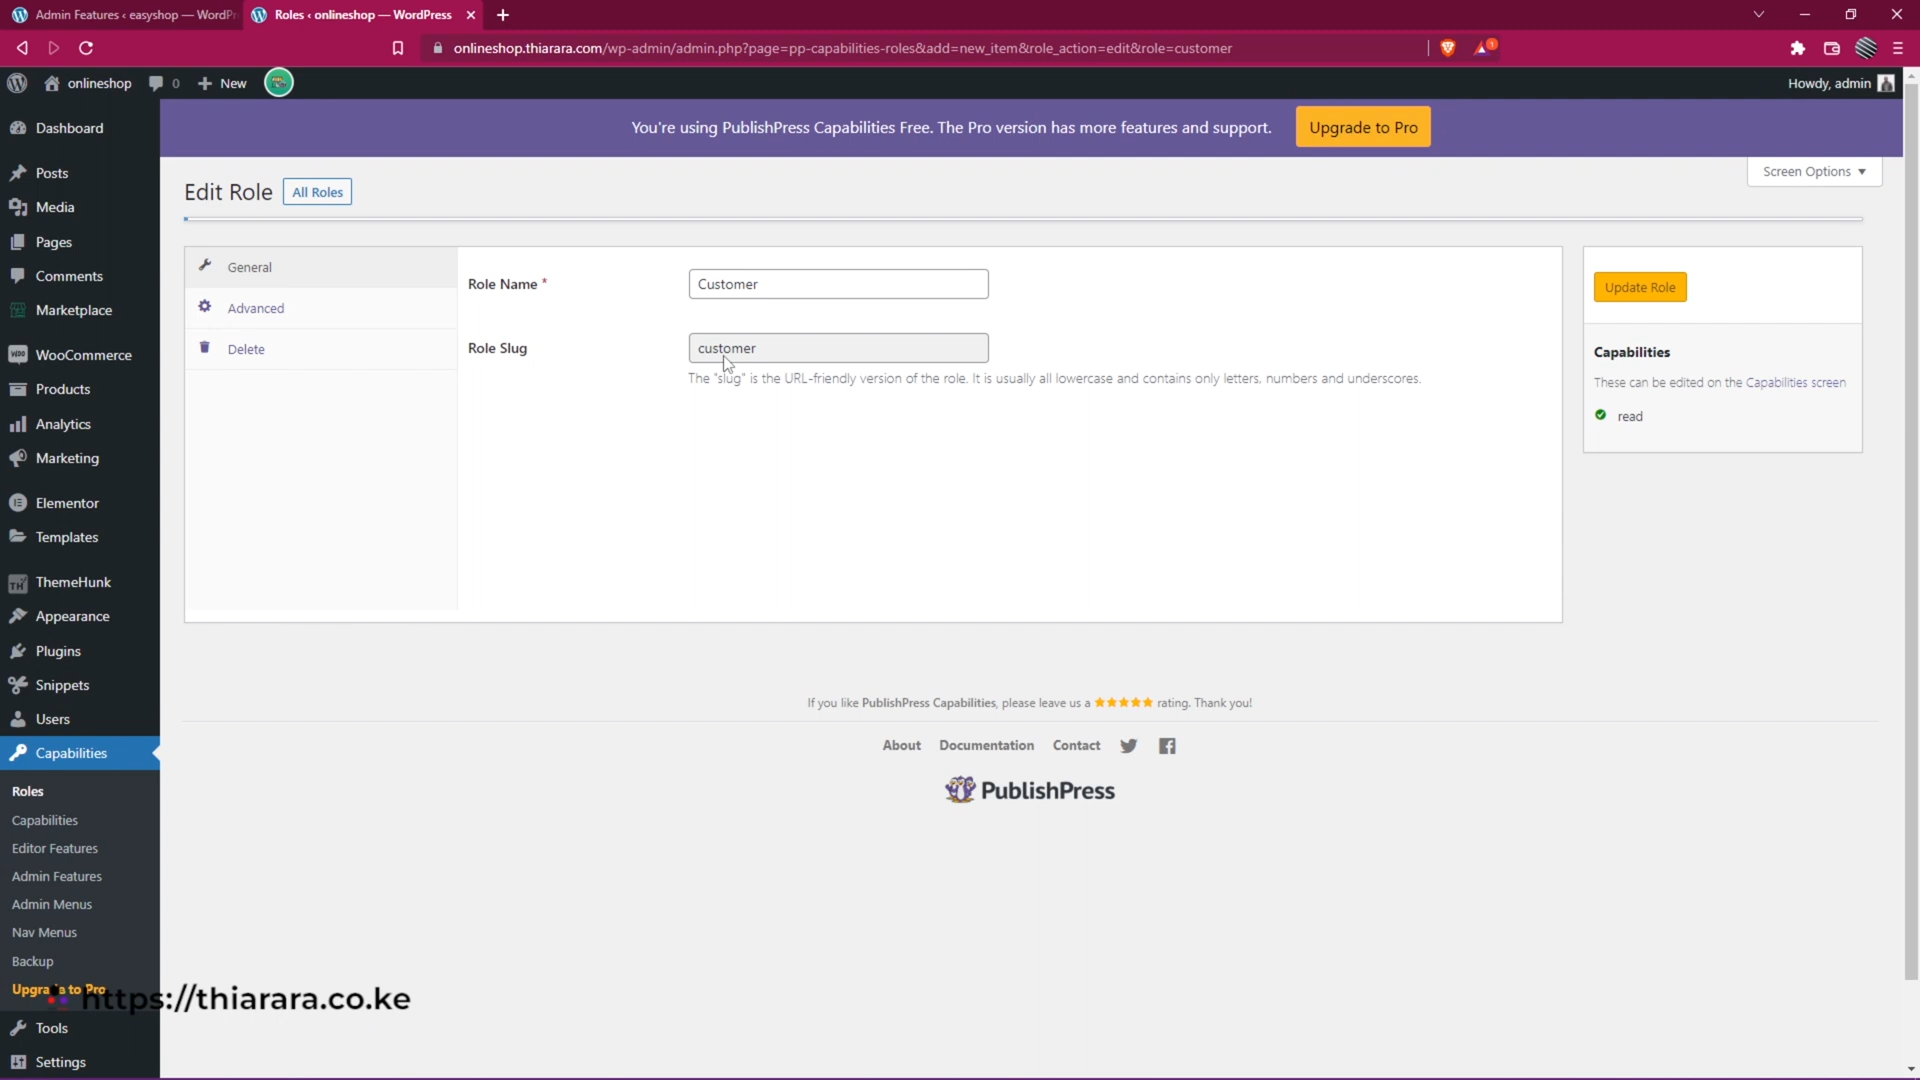 Admin Features ‹ easyshop — WordPr
Roles ‹ onlineshop — WordPress
onlineshop.thiarara.com/wp-admin/admin.php?page=pp-capabilities-roles&add=new_item&role_action=edit&role=customer
1
onlineshop
0
New
Howdy, admin
You're using PublishPress Capabilities Free. The Pro version has more features and support.
Upgrade to Pro
Screen Options
Edit Role
All Roles
Dashboard
Posts
Media
Pages
Comments
Marketplace
WooCommerce
Products
Analytics
Marketing
Elementor
Templates
ThemeHunk
Appearance
Plugins
Snippets
Users
Capabilities
Roles
Capabilities
Editor Features
Admin Features
Admin Menus
Nav Menus
Backup
Upgrade to Pro
Tools
Settings
General
Advanced
Delete
Role Name *
Customer
Role Slug
customer
The "slug" is the URL-friendly version of the role. It is usually all lowercase and contains only letters, numbers and underscores.
Update Role
Capabilities
These can be edited on the Capabilities screen
read
If you like PublishPress Capabilities, please leave us a ★★★★★ rating. Thank you!
About
Documentation
Contact
PublishPress
https://thiarara.co.ke